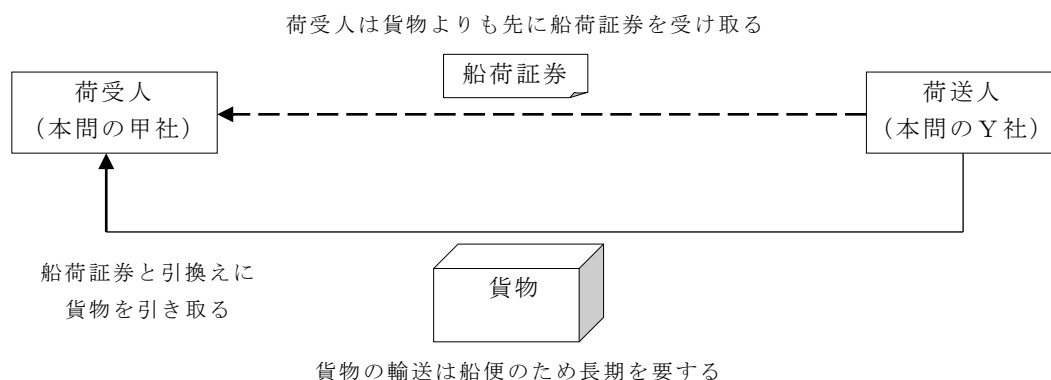 荷受人は貨物よりも先に船荷証券を受け取る
船荷証券
荷受人
(本問の甲社)
荷送人
(本問のY社)
船荷証券と引換えに
貨物を引き取る
貨物
貨物の輸送は船便のため長期を要する